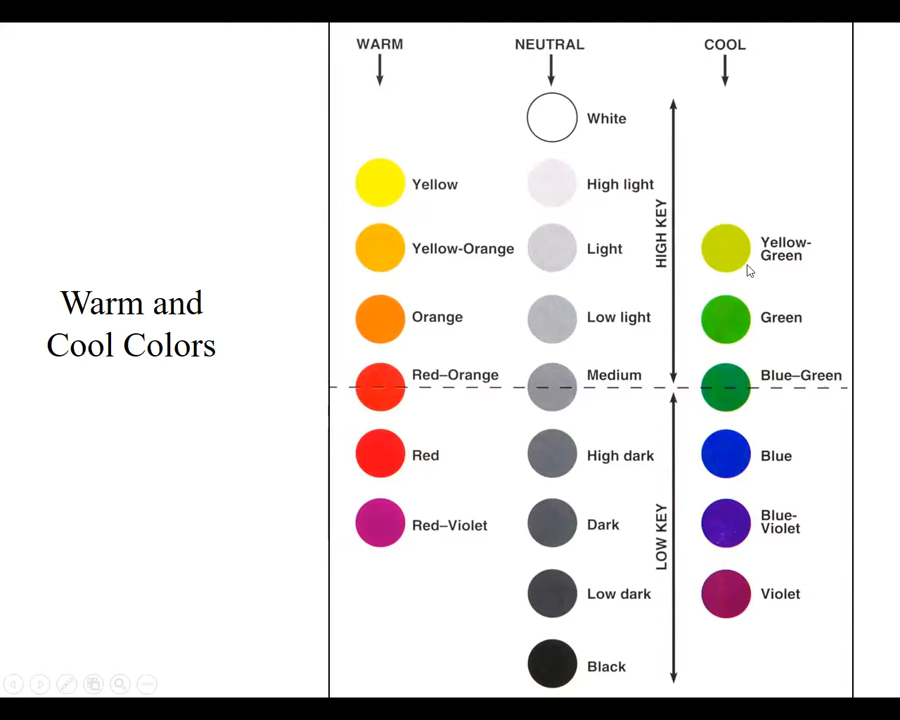 Warm and
Cool Colors
WARM
NEUTRAL
COOL
White
Yellow
High light
Yellow-Orange
Light
Yellow-
Green
HIGH KEY
Orange
Low light
Green
Red–Orange
Medium
Blue–Green
Red
High dark
Blue
Red–Violet
Dark
Blue-
Violet
LOW KEY
Low dark
Violet
Black